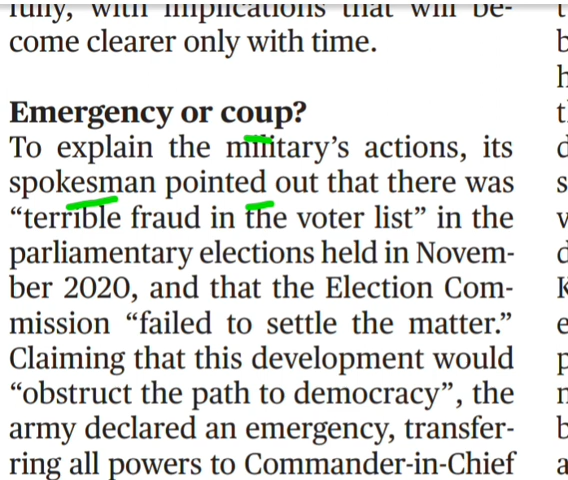 come clearer only with time.
Emergency or coup?
To explain the military's actions, its
spokesman pointed out that there was
“terrible fraud in the voter list” in the
parliamentary elections held in Novem-
ber 2020, and that the Election Com-
mission “failed to settle the matter.”
Claiming that this development would
“obstruct the path to democracy”, the
army declared an emergency, transfer-
ring all powers to Commander-in-Chief